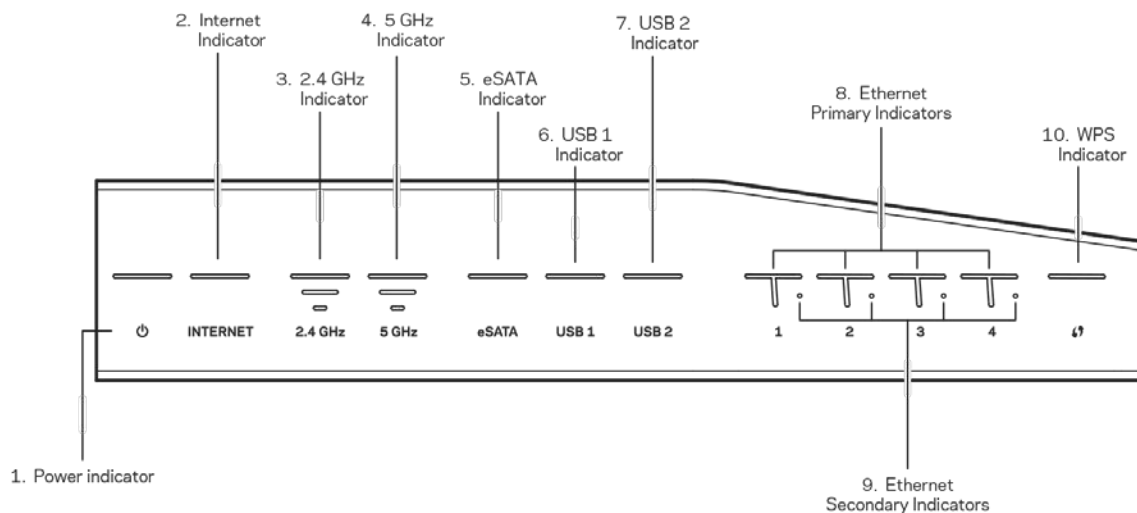 2. Internet
Indicator
4. 5 GHz
Indicator
7. USB 2
Indicator
3. 2.4 GHz
Indicator
5. eSATA
Indicator
8. Ethernet
Primary Indicators
6. USB 1
Indicator
10. WPS
Indicator
INTERNET
2.4 GHz
5 GHz
eSATA
USB 1
USB 2
1
2
3
4
1. Power indicator
9. Ethernet
Secondary Indicators